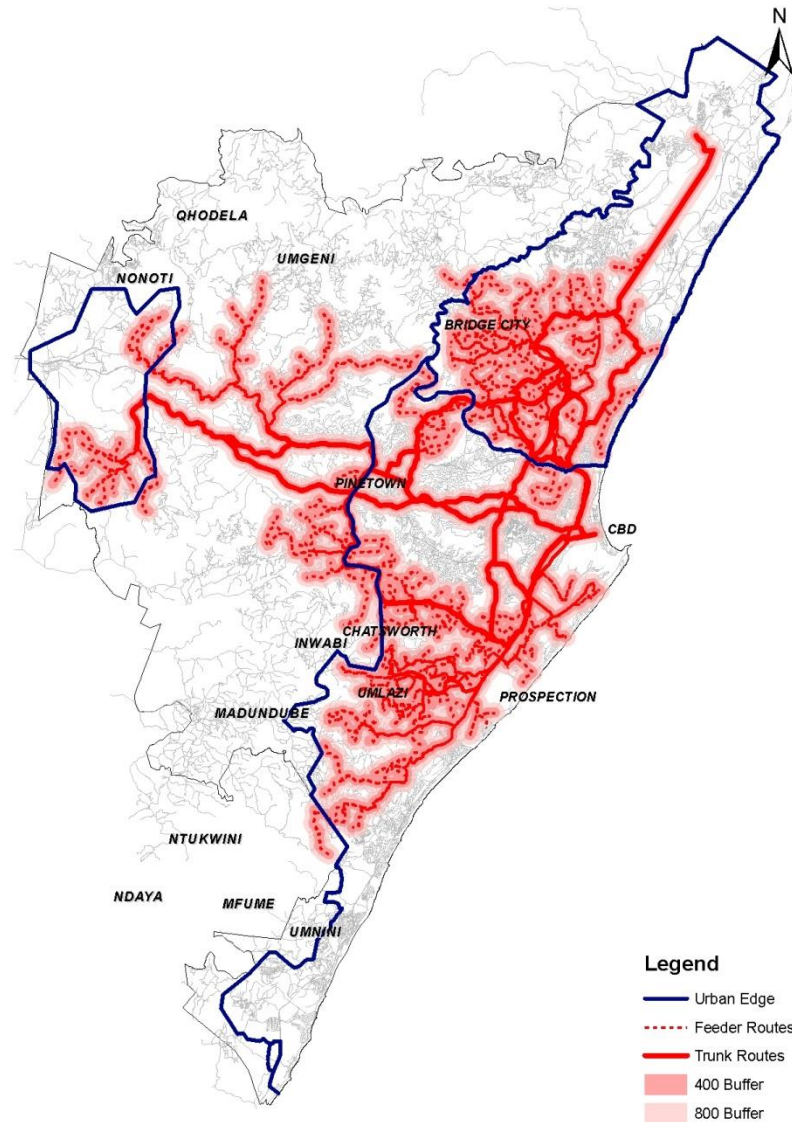 N
QHODELA
UMGENI
NONOTI
BRIDGE CITY
PINETOWN
CBD
CHATSWORTH
INWABI
UMLAZI
PROSPECTION
MADUNDUBE
NTUKWINI
NDAYA
MFUME
UMNINI
Legend
Urban Edge
Feeder Routes
Trunk Routes
400 Buffer
800 Buffer